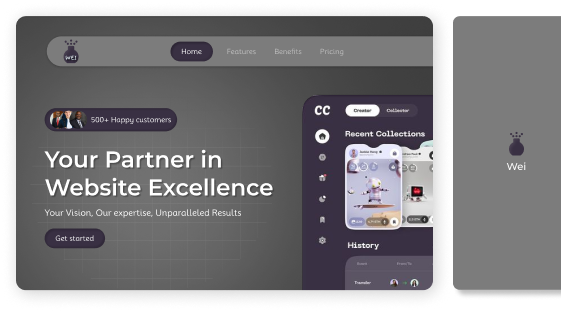 WEI
Home Features Benefits Pricing
500+ Happy customers
Your Partner in
Website Excellence
Your Vision, Our expertise, Unparalleled Results
Get started
CC
Creator Collector
Recent Collections
History
Transfer
Wei